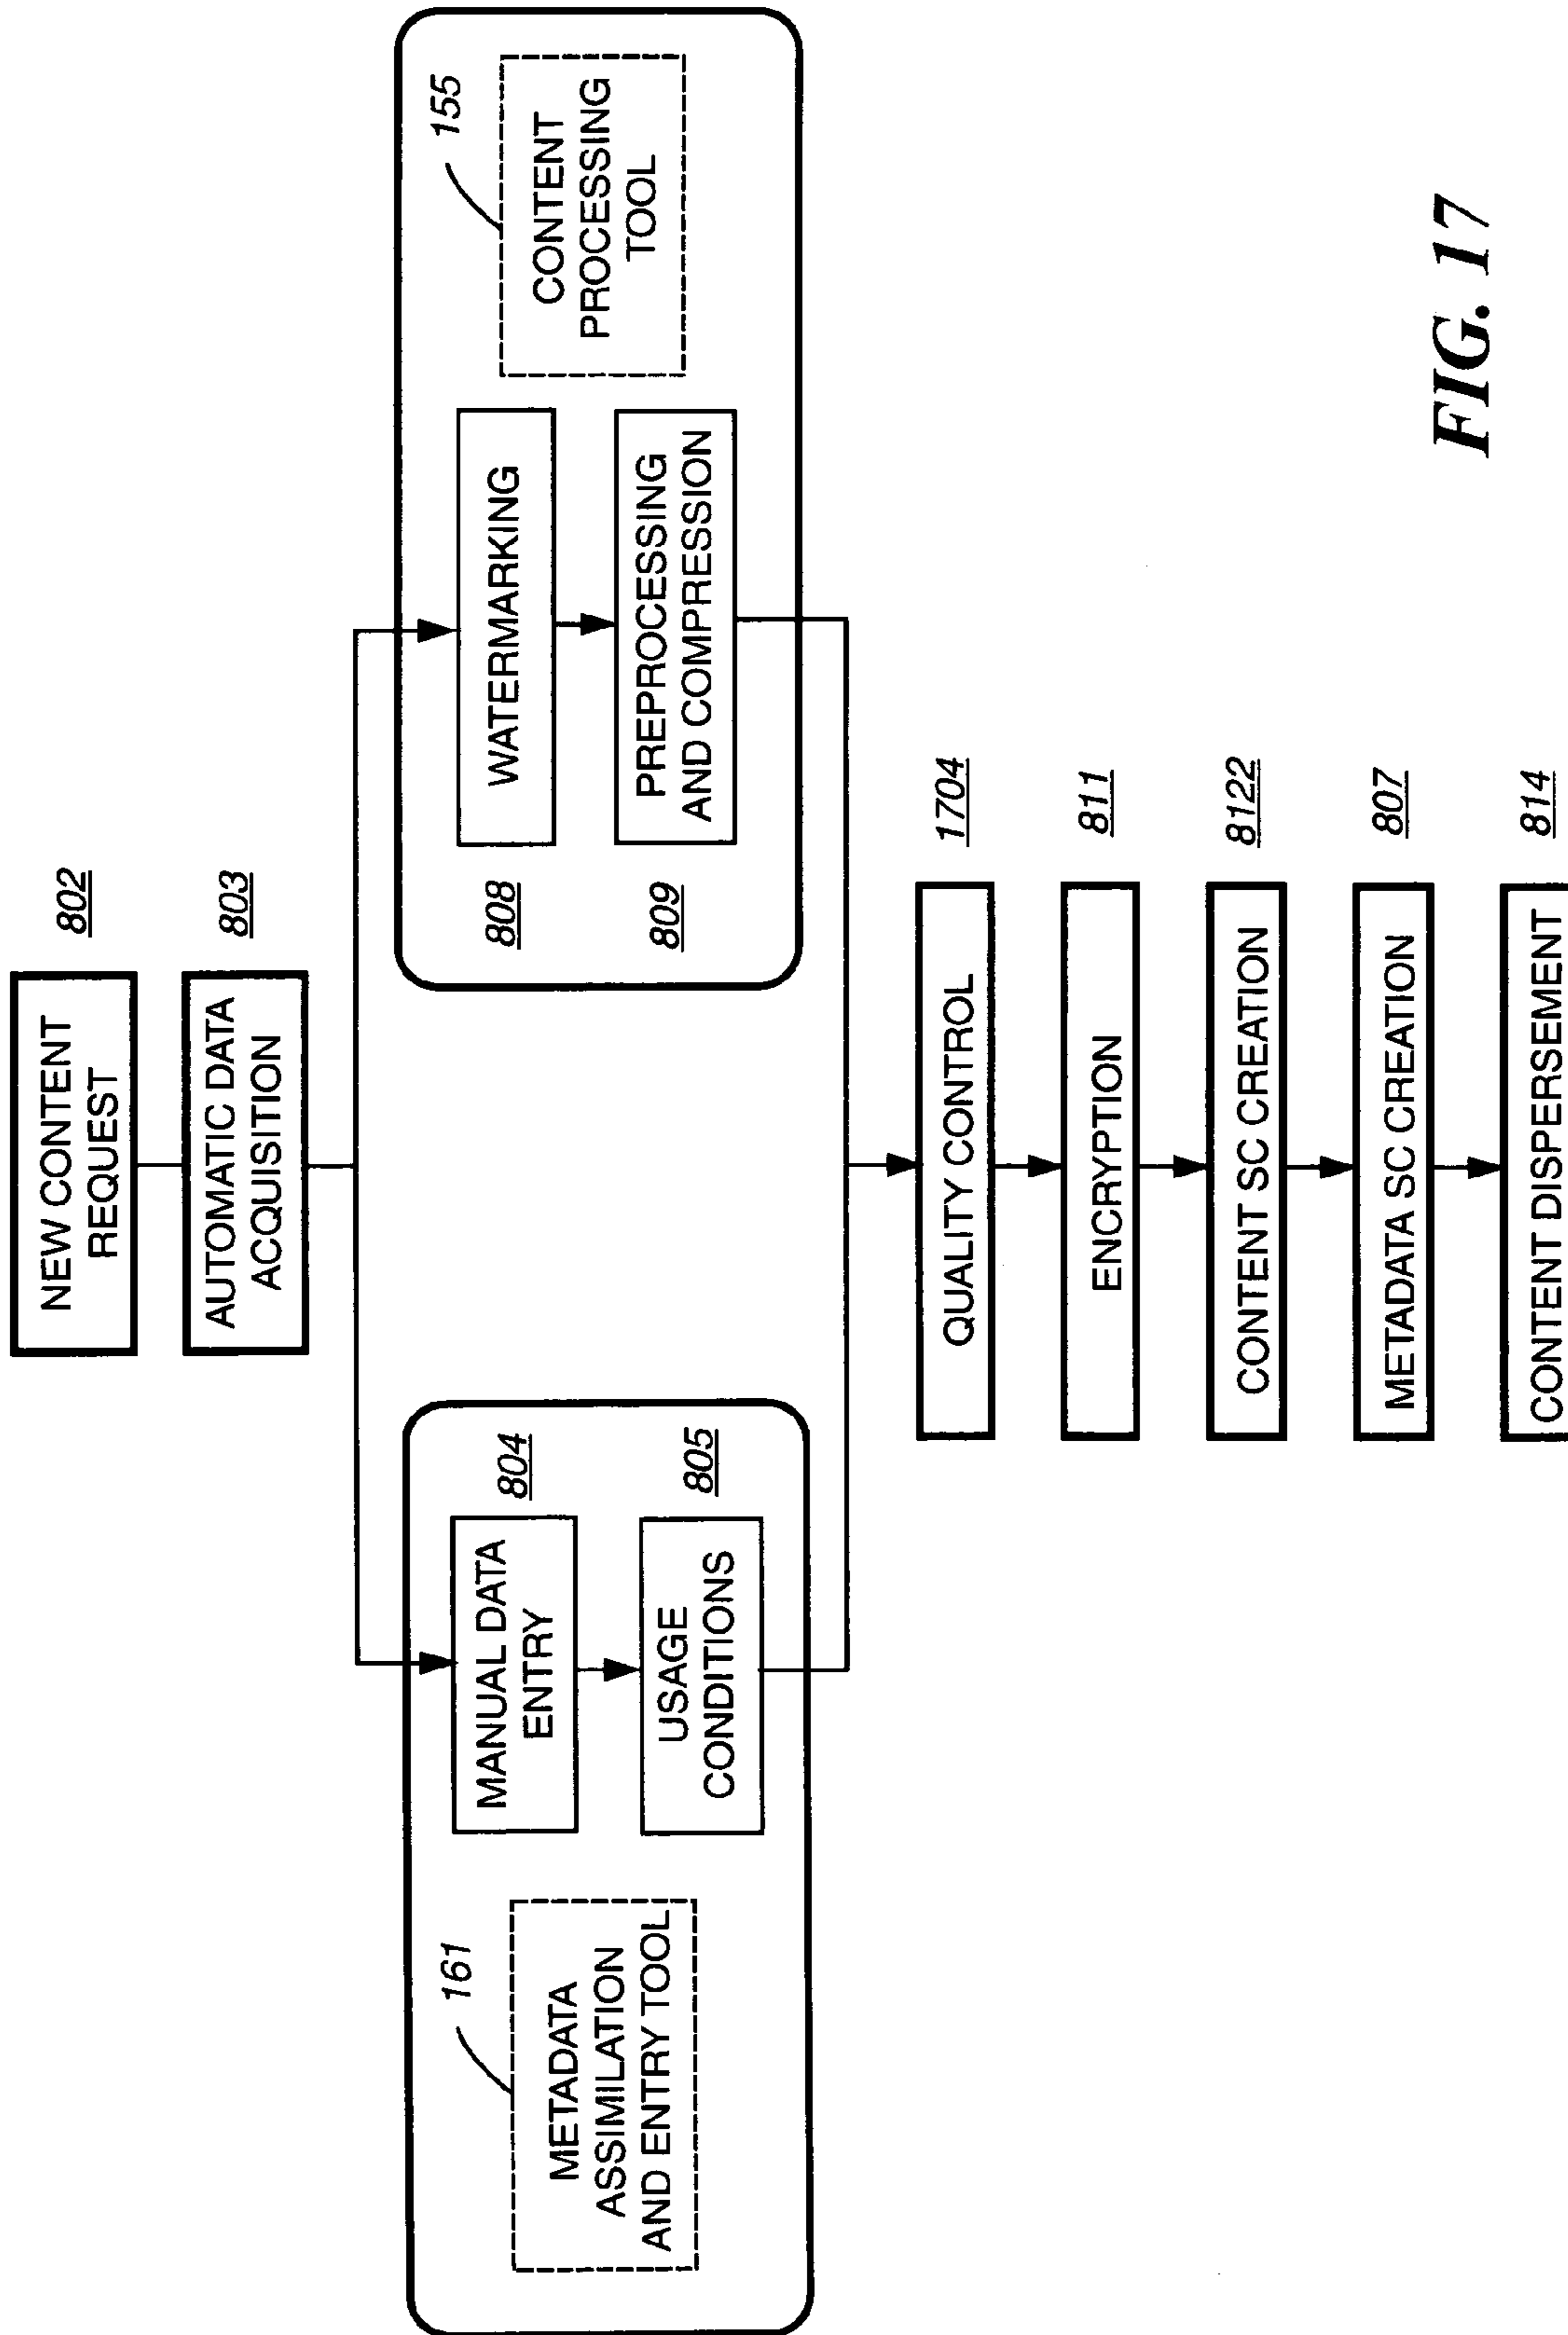 NEW CONTENT
REQUEST
802
AUTOMATIC DATA
ACQUISITION
803
161
METADATA
ASSIMILATION
AND ENTRY TOOL
MANUAL DATA
ENTRY
804
USAGE
CONDITIONS
805
808
WATERMARKING
809
PREPROCESSING
AND COMPRESSION
155
CONTENT
PROCESSING
TOOL
QUALITY CONTROL
1704
ENCRYPTION
811
CONTENT SC CREATION
8122
METADATA SC CREATION
807
CONTENT DISPERSEMENT
814
FIG. 17